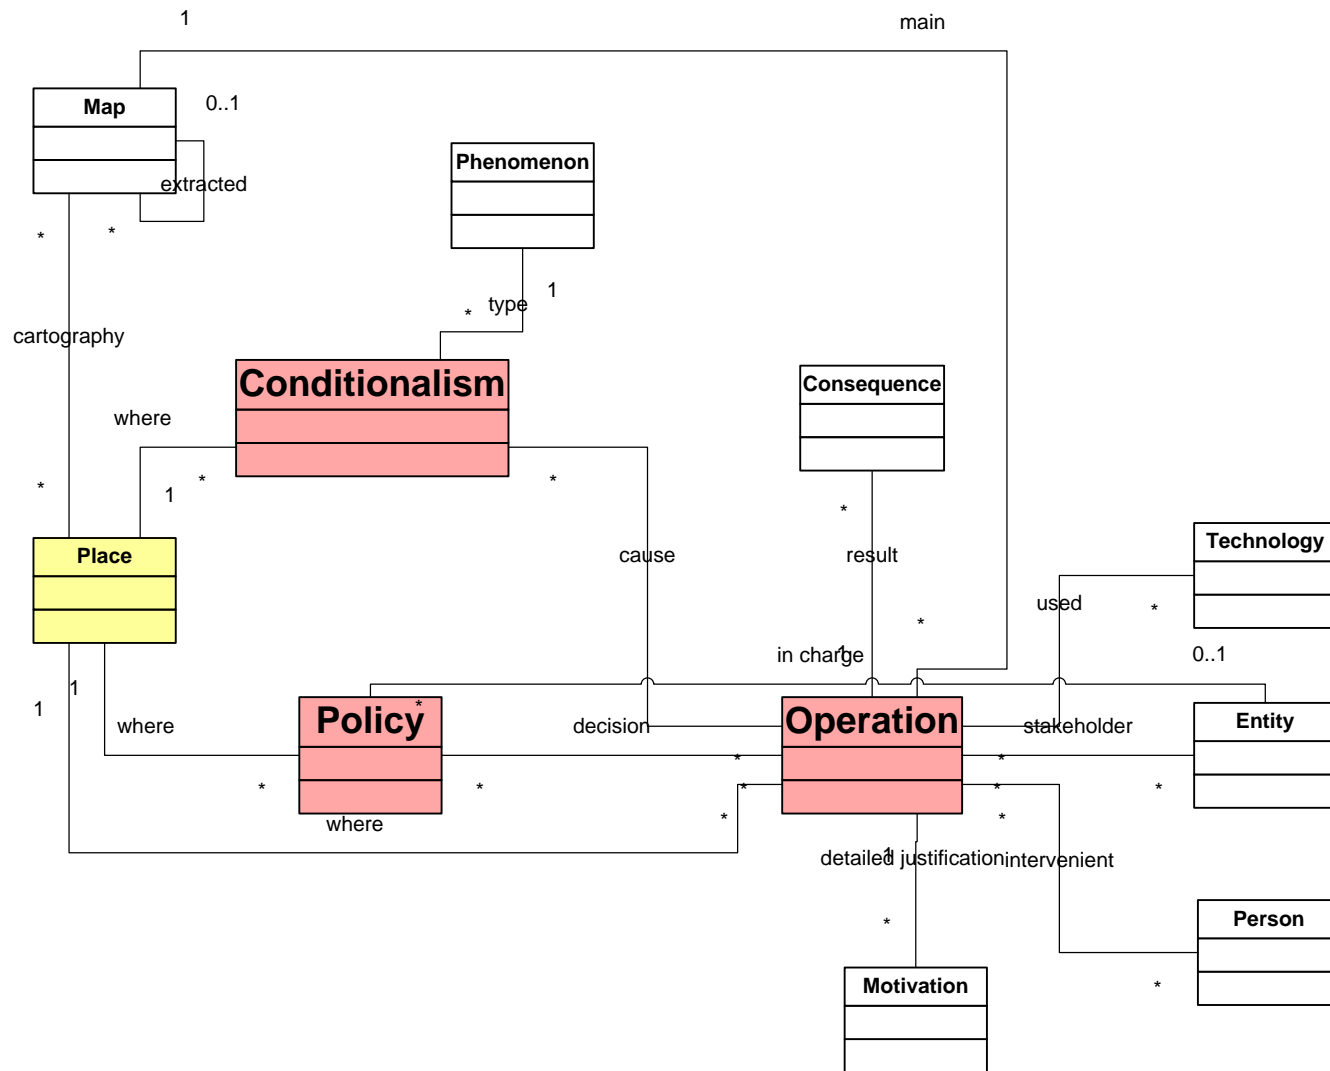 1
main
Map
0..1
Phenomenon
extracted
*
*
1
type
*
cartography
Conditionalism
Consequence
where
*
*
*
1
*
Technology
Place
cause
result
used
*
*
in charge
1
0..1
1
1
*
Policy
Operation
Entity
where
decision
stakeholder
*
*
*
*
*
*
*
*
*
where
detailed justification
1
intervenient
*
Person
Motivation
*